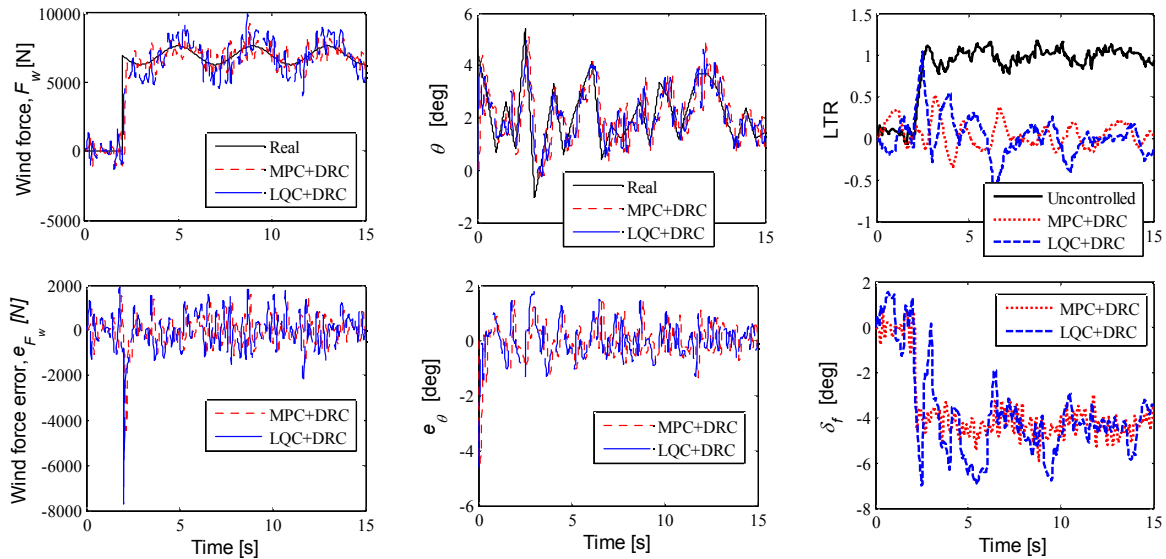 Wind force, F_w [N]
10000
5000
0
-5000
0
5
10
15
Real
MPC+DRC
LQC+DRC
θ [deg]
6
4
2
0
-2
0
5
10
15
Real
MPC+DRC
LQC+DRC
LTR
1.5
1
0.5
0
-0.5
-1
0
5
10
15
Uncontrolled
MPC+DRC
LQC+DRC
Wind force error, e_F_w [N]
2000
0
-2000
-4000
-6000
-8000
0
5
10
15
Time [s]
MPC+DRC
LQC+DRC
e_θ [deg]
3
0
-3
-6
0
5
10
15
Time [s]
MPC+DRC
LQC+DRC
δ_f [deg]
2
0
-2
-4
-6
-8
0
5
10
15
Time [s]
MPC+DRC
LQC+DRC